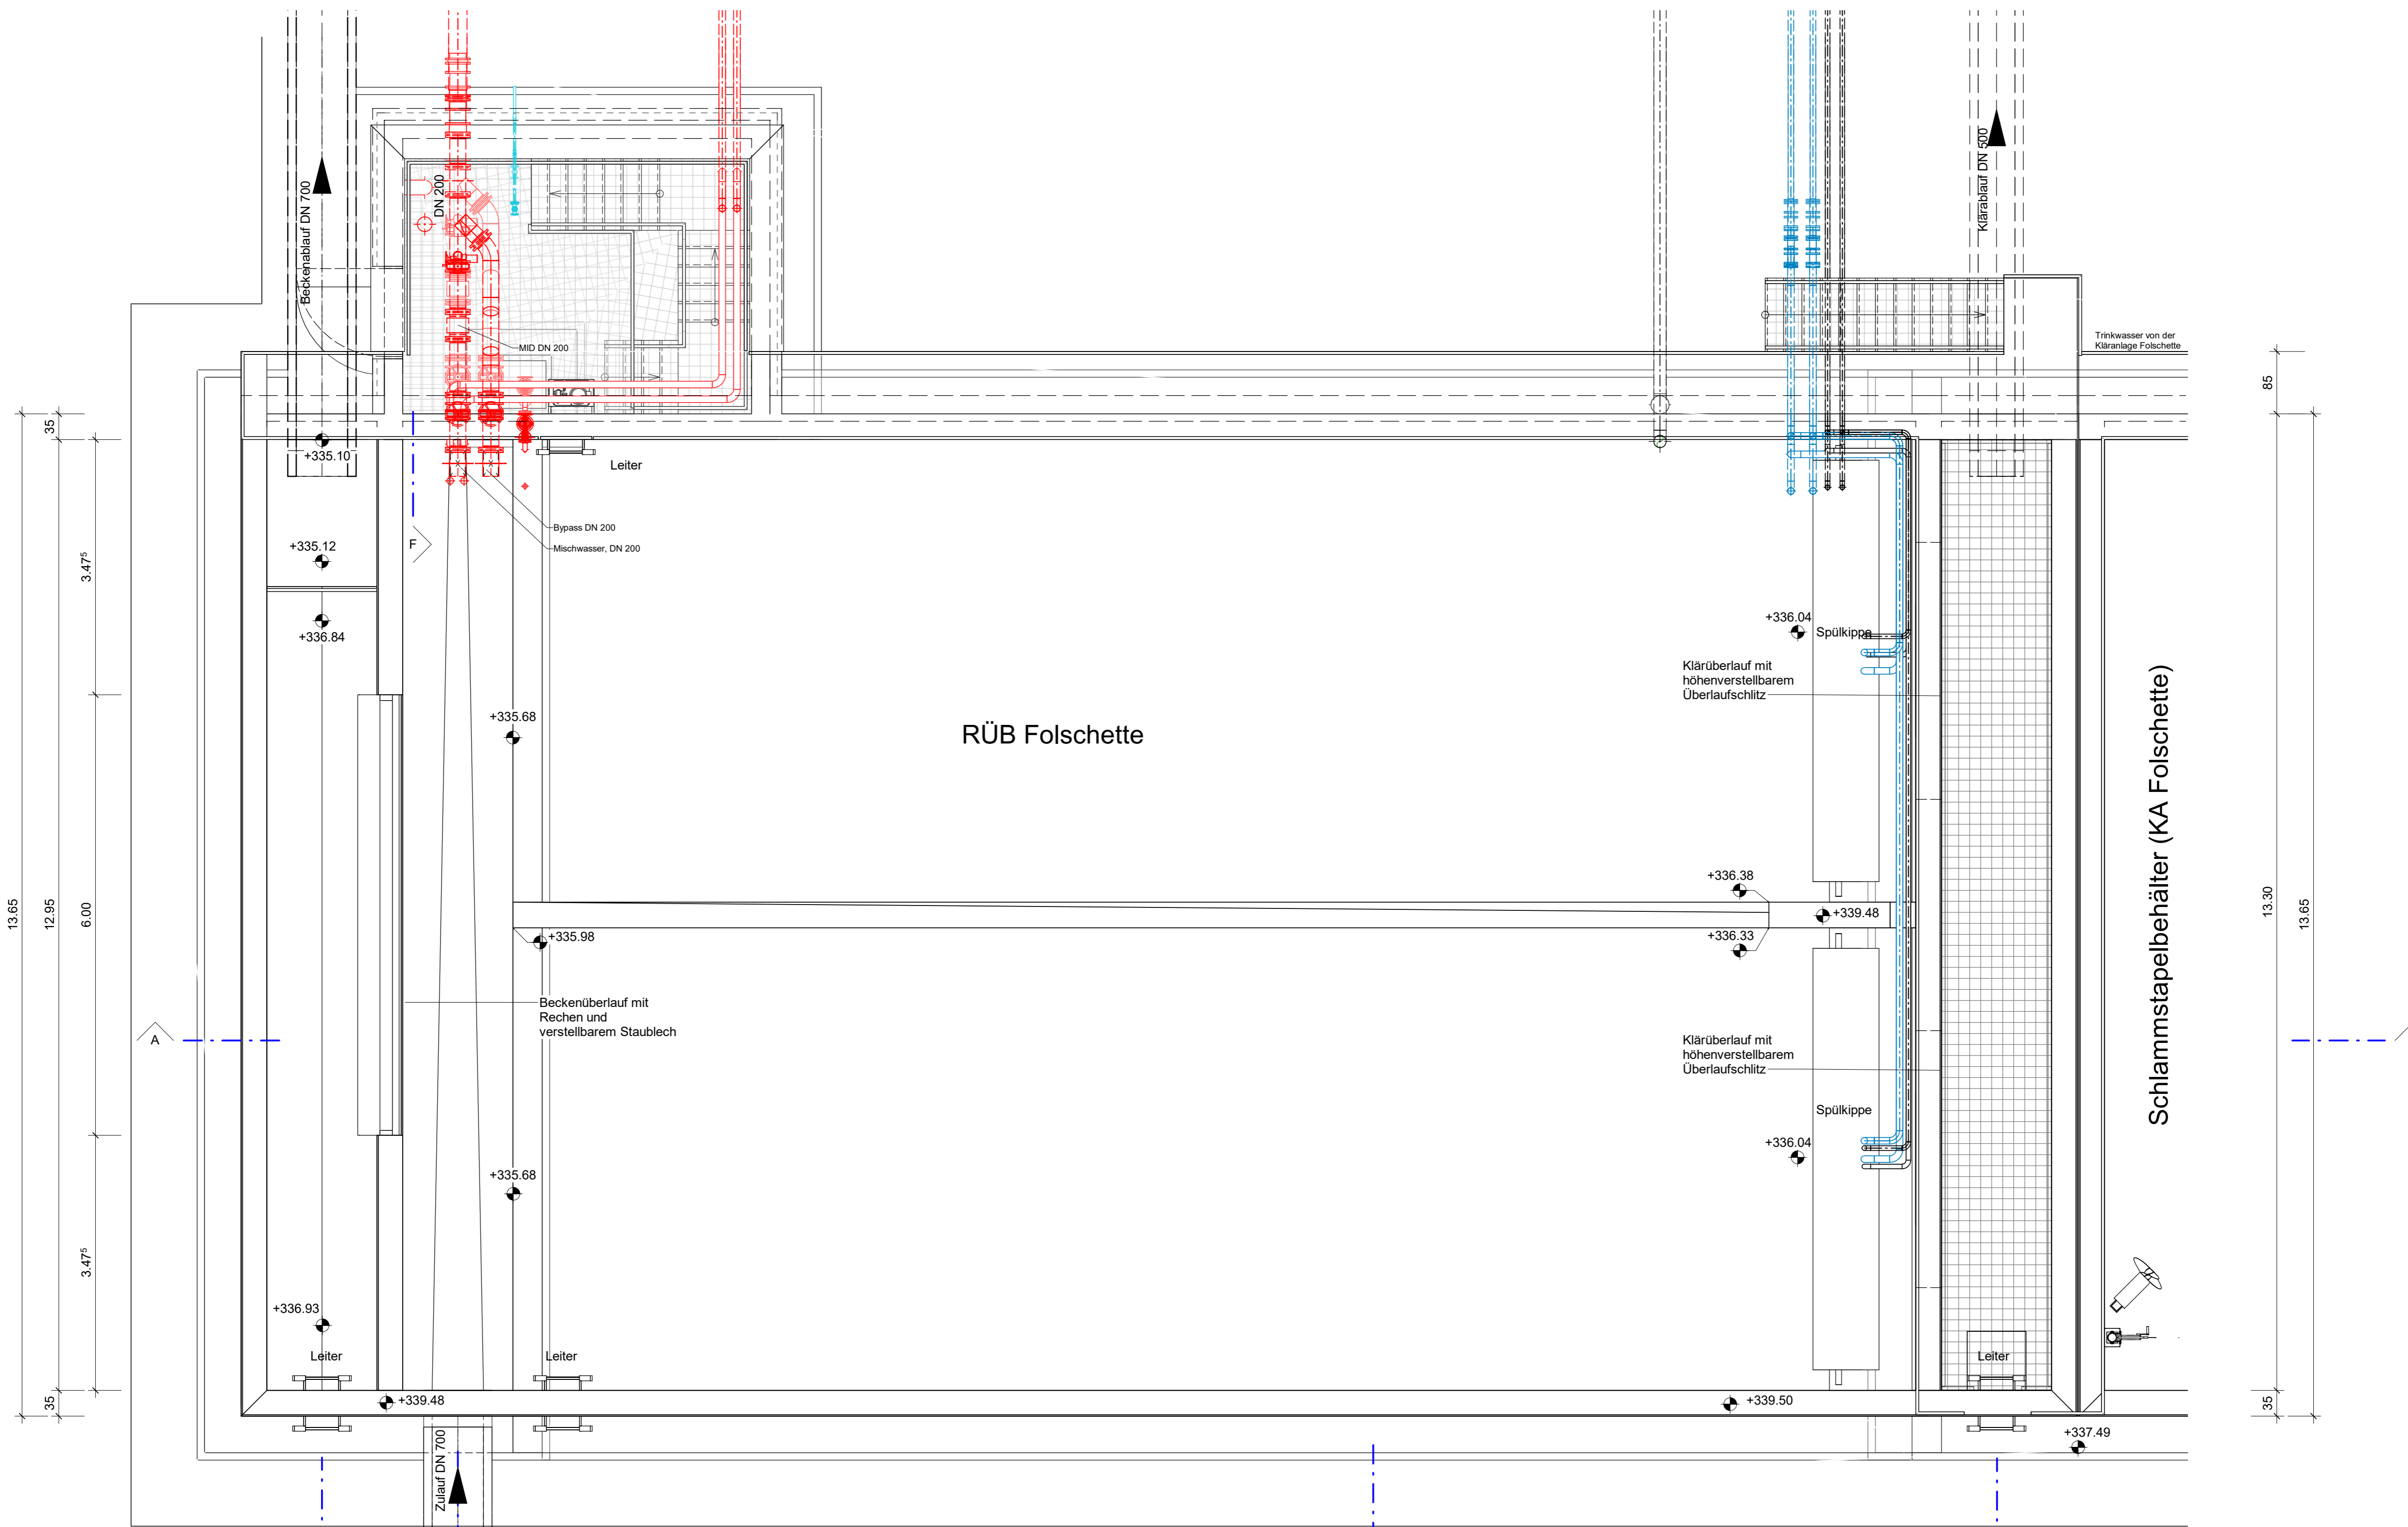 Beckenablauf DN 700
DN 200
Klärablauf DN 500
MID DN 200
Trinkwasser von der
Kläranlage Folschette
85
35
+335.10
Leiter
Bypass DN 200
Mischwasser, DN 200
F
+335.12
3.47⁵
+336.84
+336.04
Spülkippe
Klärüberlauf mit
höhenverstellbarem
Überlaufschlitz
+335.68
RÜB Folschette
Schlammstapelbehälter (KA Folschette)
13.65
12.95
6.00
+336.38
+339.48
+336.33
+335.98
13.30
13.65
Beckenüberlauf mit
Rechen und
verstellbarem Staublech
A
Klärüberlauf mit
höhenverstellbarem
Überlaufschlitz
Spülkippe
+336.04
+335.68
3.47⁵
+336.93
Leiter
Leiter
Leiter
35
+339.48
+339.50
35
+337.49
Zulauf DN 700